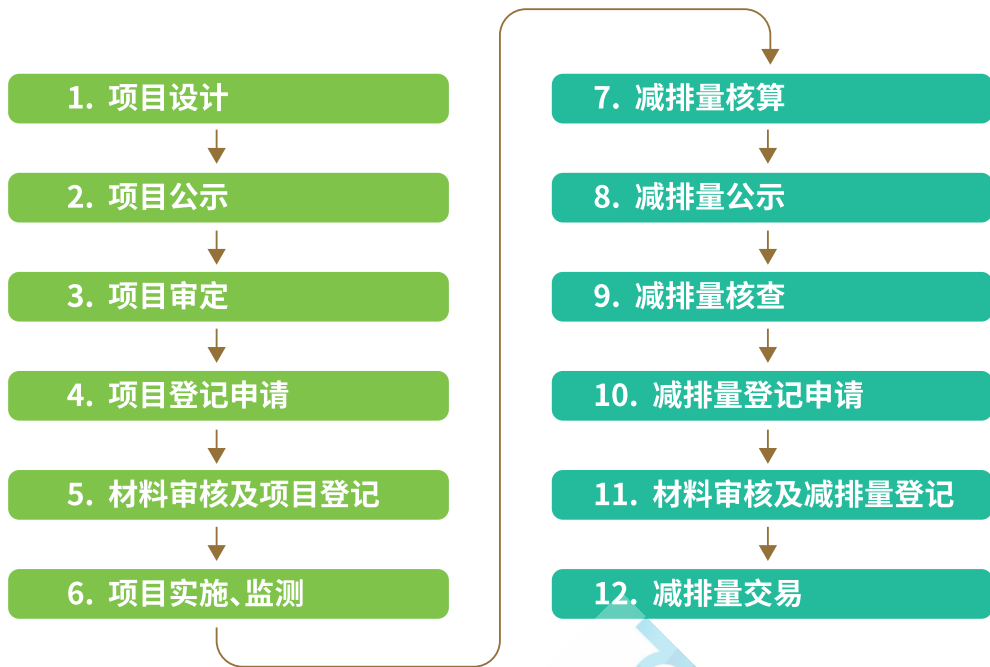 1. 项目设计
2. 项目公示
3. 项目审定
4. 项目登记申请
5. 材料审核及项目登记
6. 项目实施、监测
7. 减排量核算
8. 减排量公示
9. 减排量核查
10. 减排量登记申请
11. 材料审核及减排量登记
12. 减排量交易